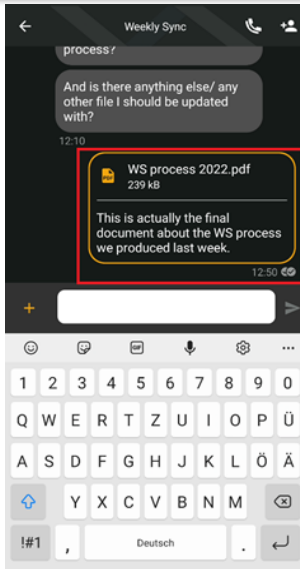 Weekly Sync
process?
And is there anything else/ any
other file I should be updated
with?
12:10
WS process 2022.pdf
239 kB
This is actually the final
document about the WS process
we produced last week.
12:50
GIF
1 2 3 4 5 6 7 8 9 0
Q W E R T Z U I O P Ü
A S D F G H J K L Ö Ä
Y X C V B N M
!#1 , Deutsch .